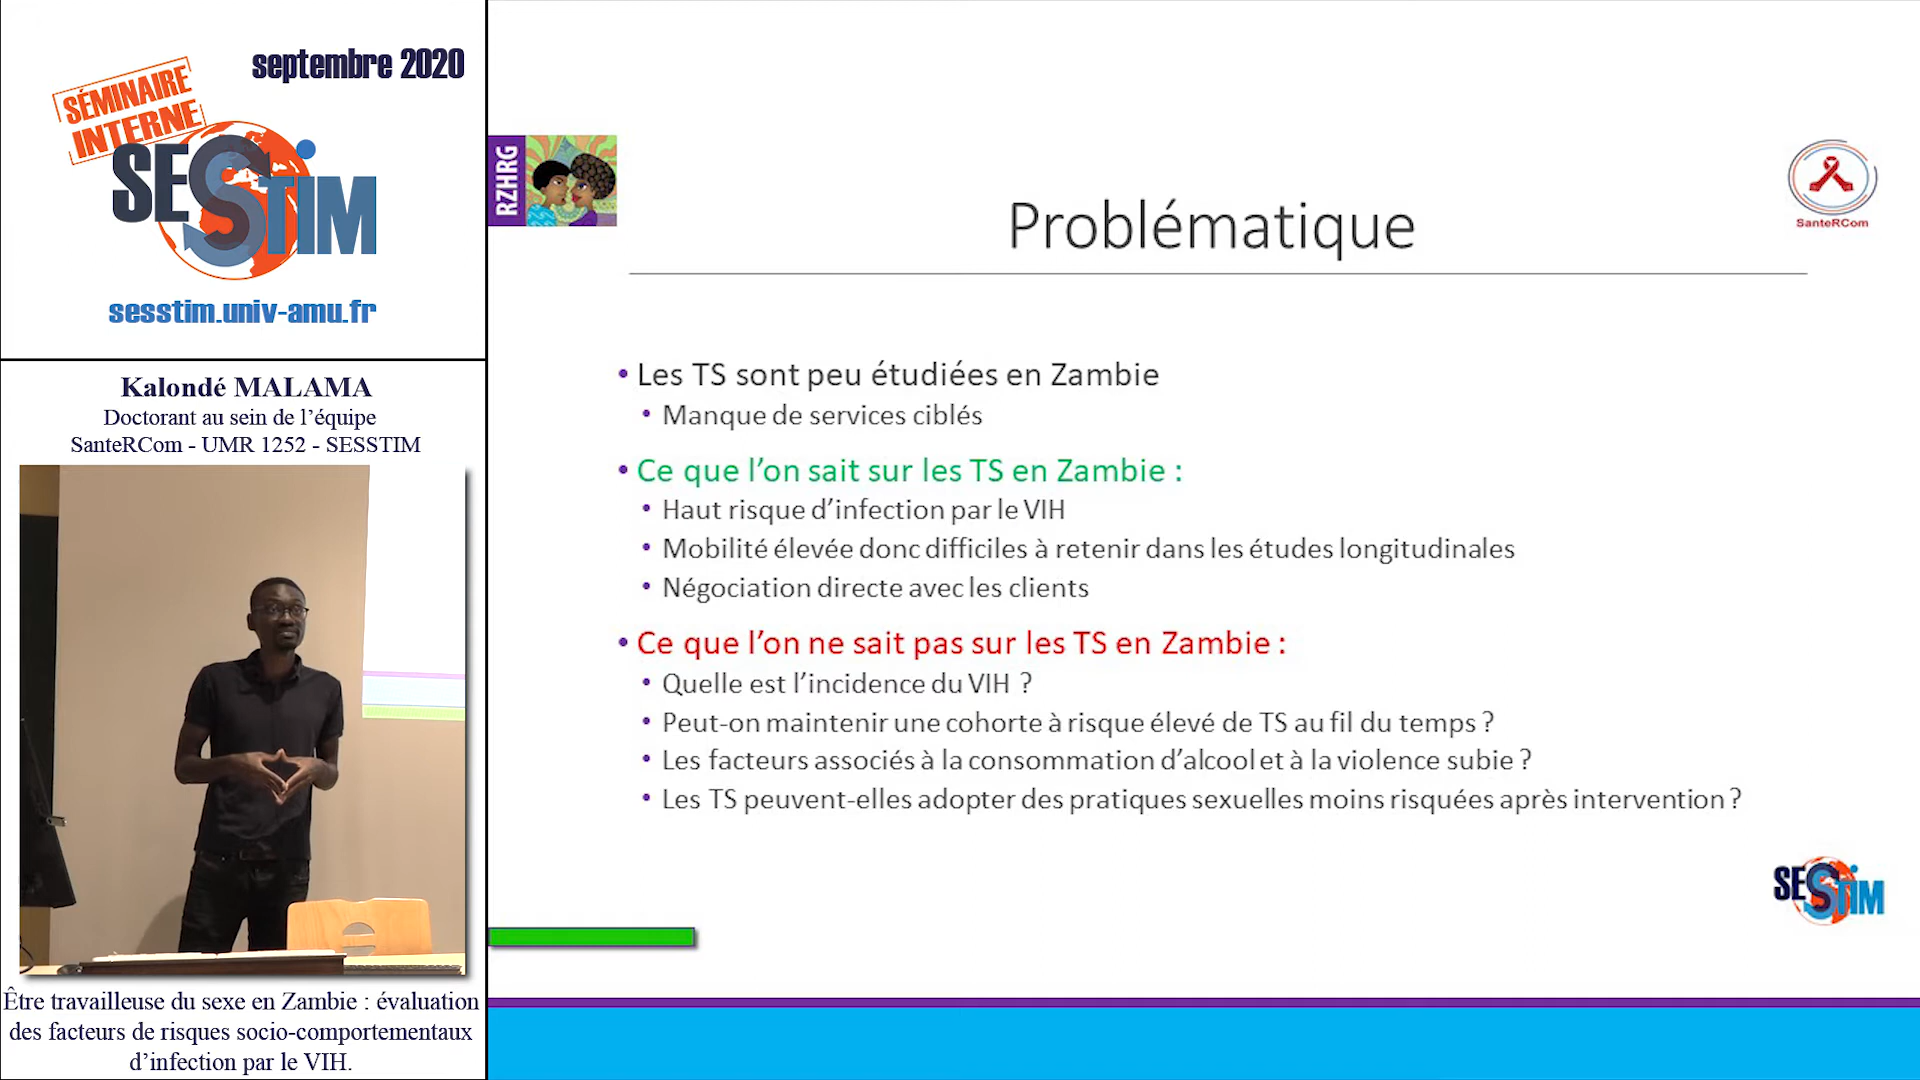 septembre 2020
SÉMINAIRE
INTERNE
SESSTIM
sesstim.univ-amu.fr
Kalondé MALAMA
Doctorant au sein de l’équipe
SanteRCom - UMR 1252 - SESSTIM
Être travailleuse du sexe en Zambie : évaluation
des facteurs de risques socio-comportementaux
d’infection par le VIH.
RZHRG
SanteRCom
Problématique
• Les TS sont peu étudiées en Zambie
• Manque de services ciblés
• Ce que l’on sait sur les TS en Zambie :
• Haut risque d’infection par le VIH
• Mobilité élevée donc difficiles à retenir dans les études longitudinales
• Négociation directe avec les clients
• Ce que l’on ne sait pas sur les TS en Zambie :
• Quelle est l’incidence du VIH ?
• Peut-on maintenir une cohorte à risque élevé de TS au fil du temps ?
• Les facteurs associés à la consommation d’alcool et à la violence subie ?
• Les TS peuvent-elles adopter des pratiques sexuelles moins risquées après intervention ?
SESSTIM